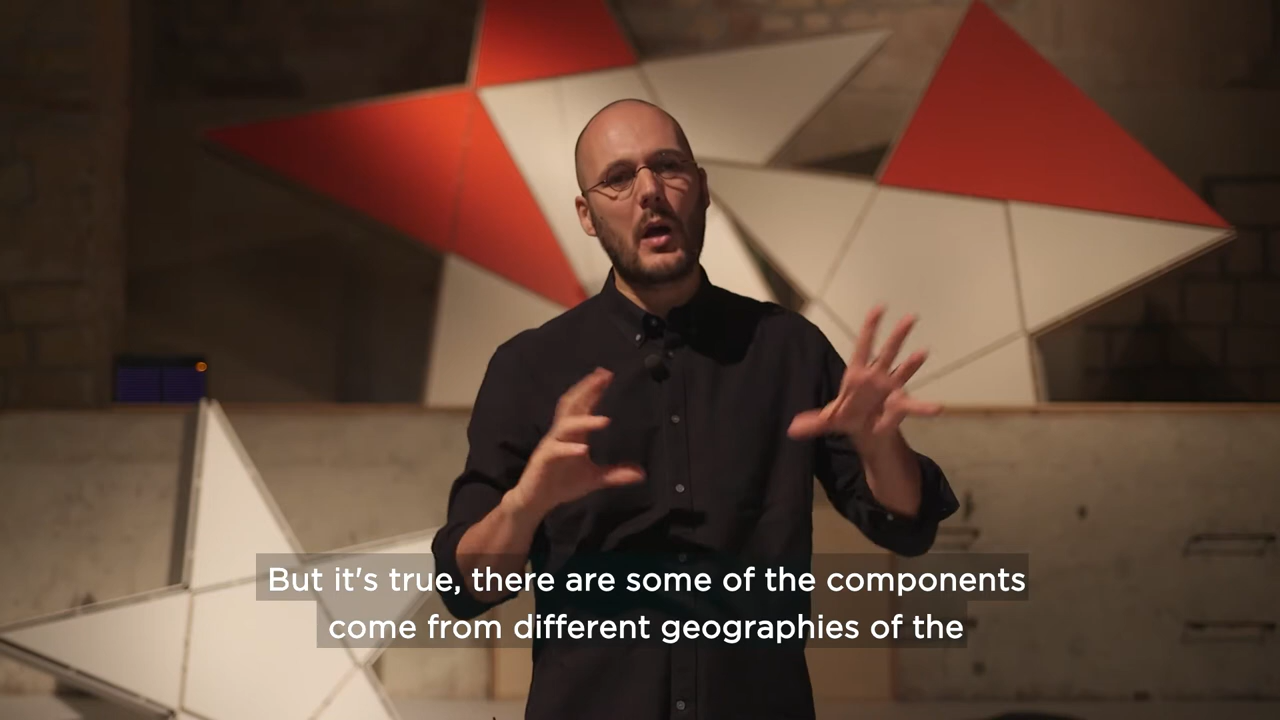 But it's true, there are some of the components
come from different geographies of the